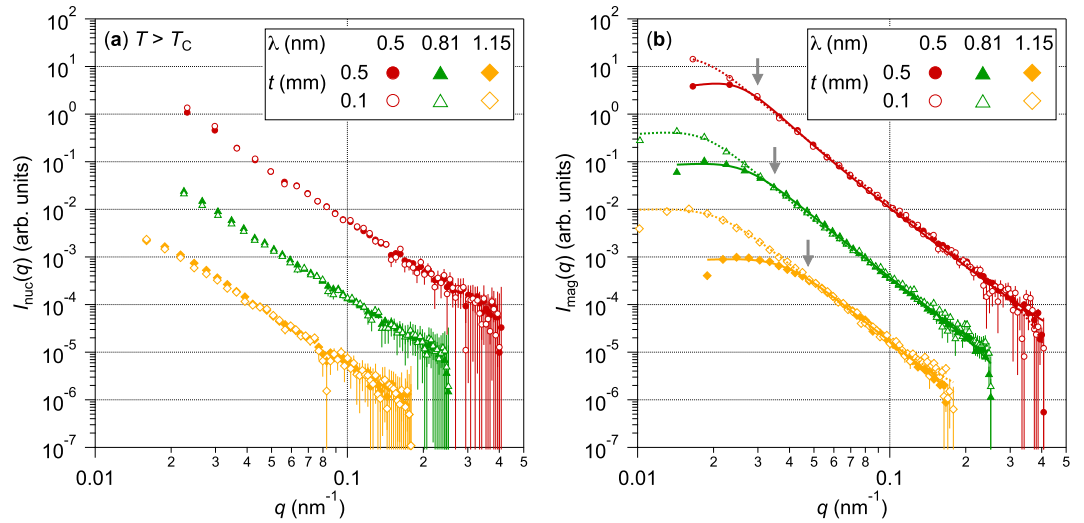 (a) T > T_C
λ (nm) 0.5 0.81 1.15
t (mm) 0.5
0.1
I_nuc(q) (arb. units)
10^2
10^1
10^0
10^-1
10^-2
10^-3
10^-4
10^-5
10^-6
10^-7
0.01 2 3 4 5 6 7 8 0.1 2 3 4 5
q (nm^-1)
(b)
λ (nm) 0.5 0.81 1.15
t (mm) 0.5
0.1
I_mag(q) (arb. units)
10^2
10^1
10^0
10^-1
10^-2
10^-3
10^-4
10^-5
10^-6
10^-7
0.01 2 3 4 5 6 7 8 0.1 2 3 4 5
q (nm^-1)